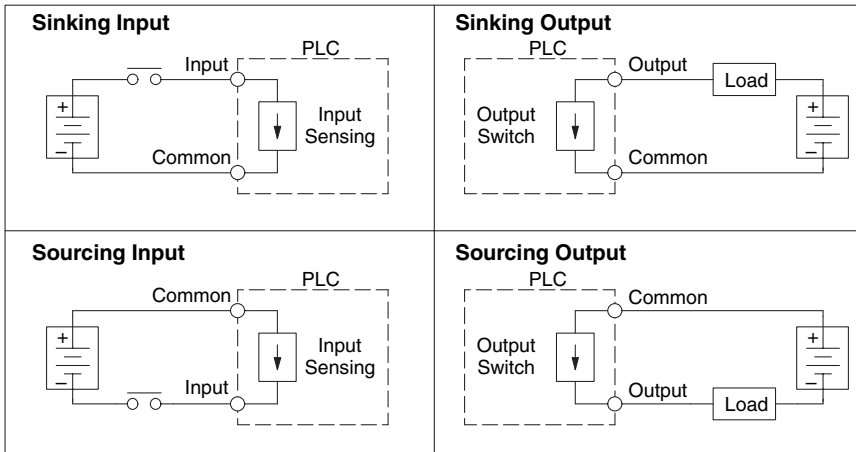 Sinking Input
PLC
Input
+
–
Input
Sensing
Common
Sinking Output
PLC
Output
Load
Output
Switch
+
–
Common
Sourcing Input
PLC
Common
+
–
Input
Sensing
Input
Sourcing Output
PLC
Common
Output
Switch
+
–
Output
Load